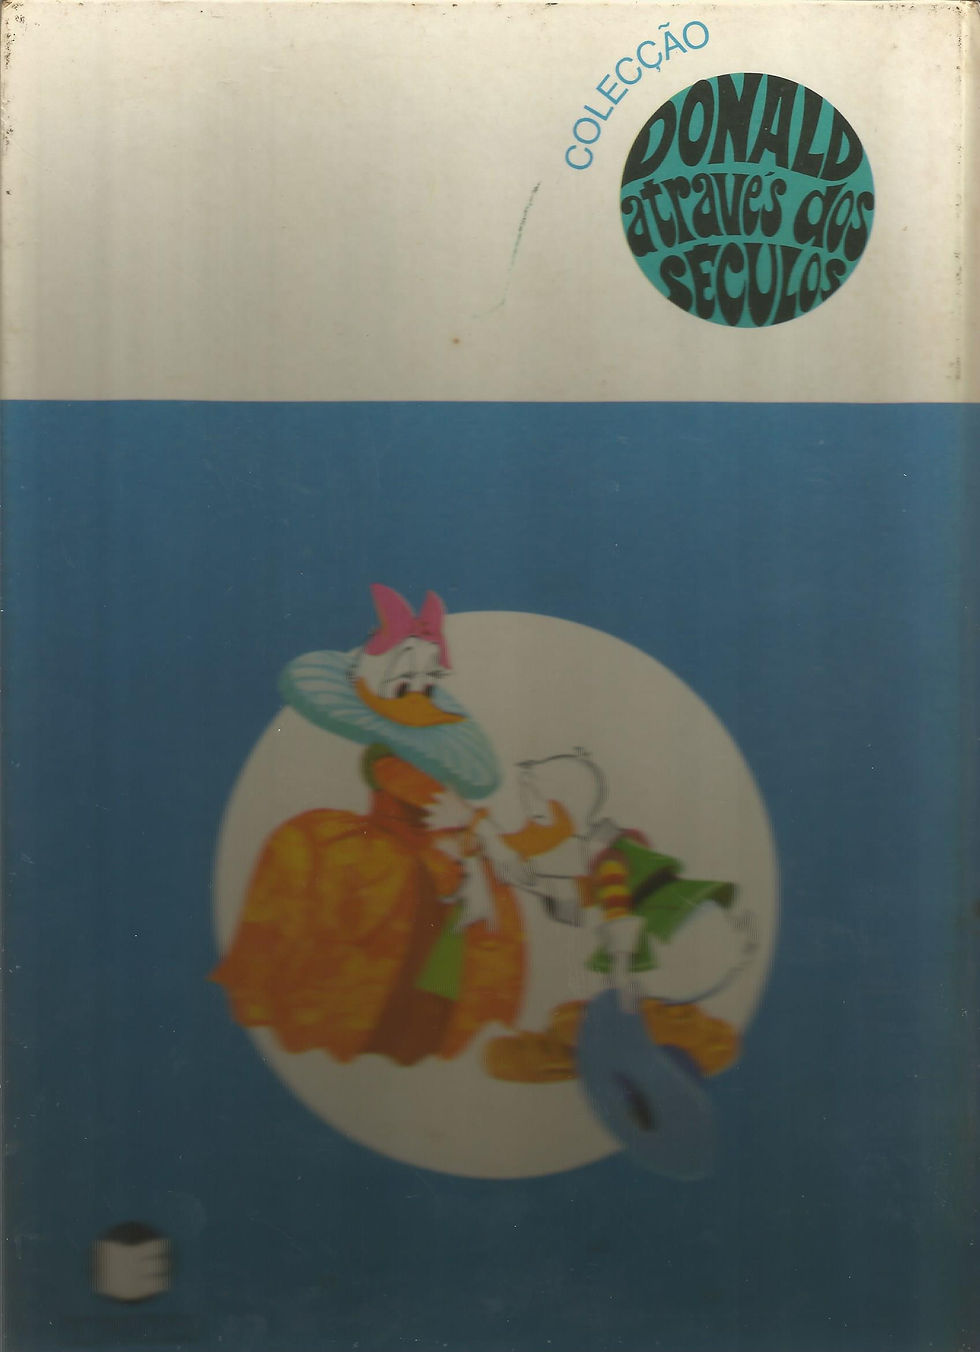 COLECÇÃO
DONALD
através dos
SÉCULOS